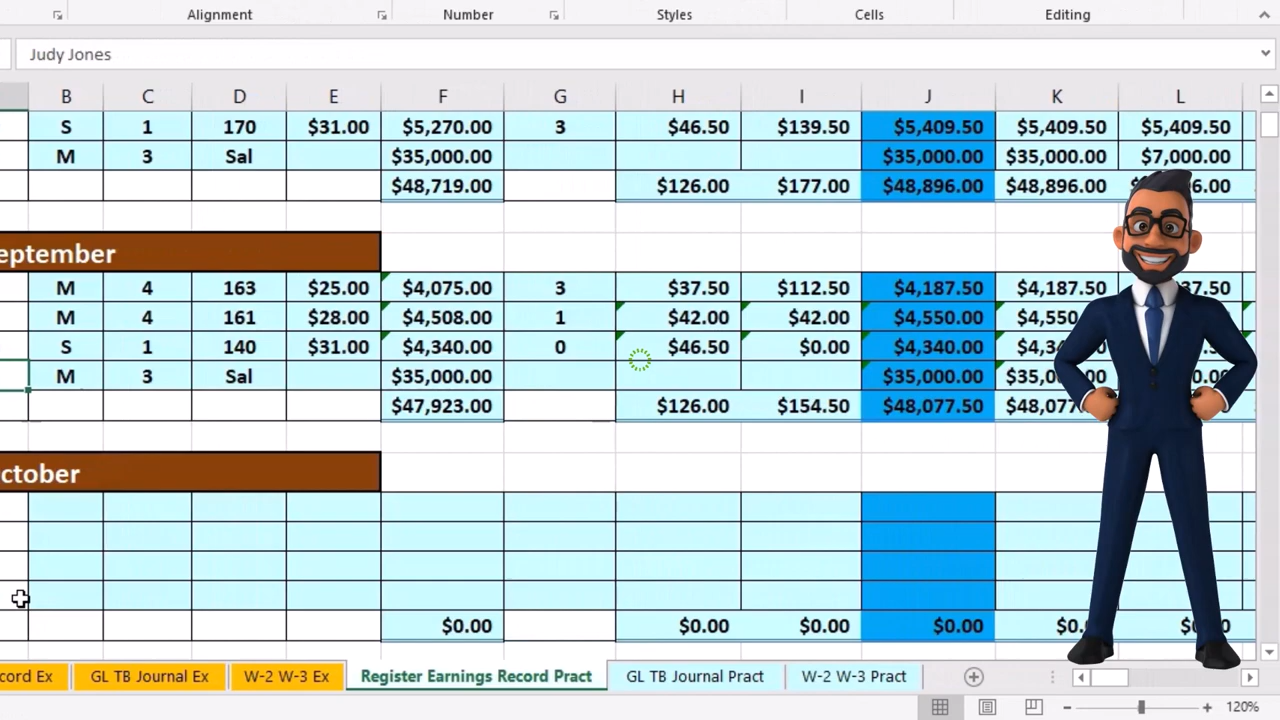 Alignment Number Styles Cells Editing
Judy Jones
B C D E F G H I J K L
S 1 170 $31.00 $5,270.00 3 $46.50 $139.50 $5,409.50 $5,409.50 $5,409.50
M 3 Sal $35,000.00 $35,000.00 $35,000.00 $7,000.00
$48,719.00 $126.00 $177.00 $48,896.00 $48,896.00 6.00
eptember
M 4 163 $25.00 $4,075.00 3 $37.50 $112.50 $4,187.50 $4,187.50 37.50
M 4 161 $28.00 $4,508.00 1 $42.00 $42.00 $4,550.00 $4,550
S 1 140 $31.00 $4,340.00 0 $46.50 $0.00 $4,340.00 $4,34
M 3 Sal $35,000.00 $35,000.00 $35,0
$47,923.00 $126.00 $154.50 $48,077.50 $48,077
ctober
$0.00 $0.00 $0.00 $0.00 $0.
cord Ex GL TB Journal Ex W-2 W-3 Ex Register Earnings Record Pract GL TB Journal Pract W-2 W-3 Pract
120%